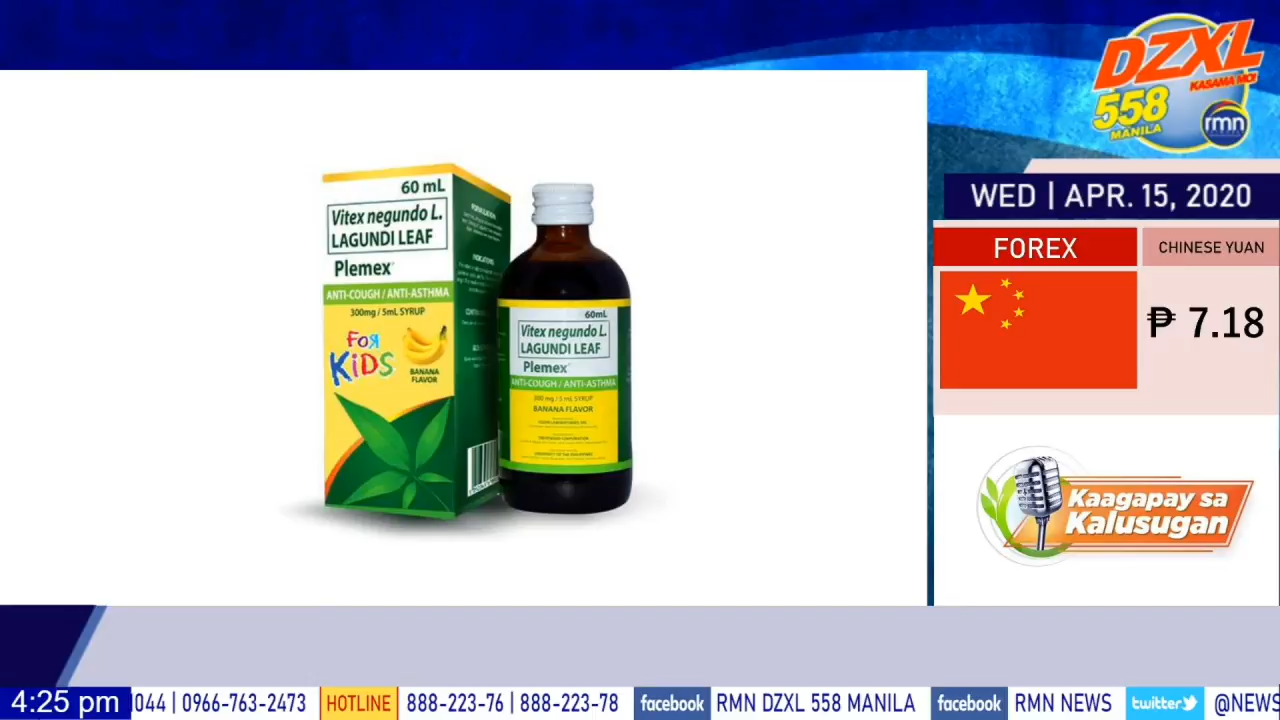 DZXL
KASAMA MO!
558
MANILA
rmn
WED | APR. 15, 2020
FOREX
CHINESE YUAN
₱ 7.18
Kaagapay sa
Kalusugan
60 mL
Vitex negundo L.
LAGUNDI LEAF
Plemex
ANTI-COUGH / ANTI-ASTHMA
300mg / 5mL SYRUP
FOR
KIDS
BANANA
FLAVOR
FORMULATION
INDICATIONS
60mL
Vitex negundo L.
LAGUNDI LEAF
Plemex
ANTI-COUGH / ANTI-ASTHMA
300 mg / 5 mL SYRUP
BANANA FLAVOR
4:25 pm
044 | 0966-763-2473 HOTLINE 888-223-76 | 888-223-78 facebook RMN DZXL 558 MANILA facebook RMN NEWS twitter @NEWS